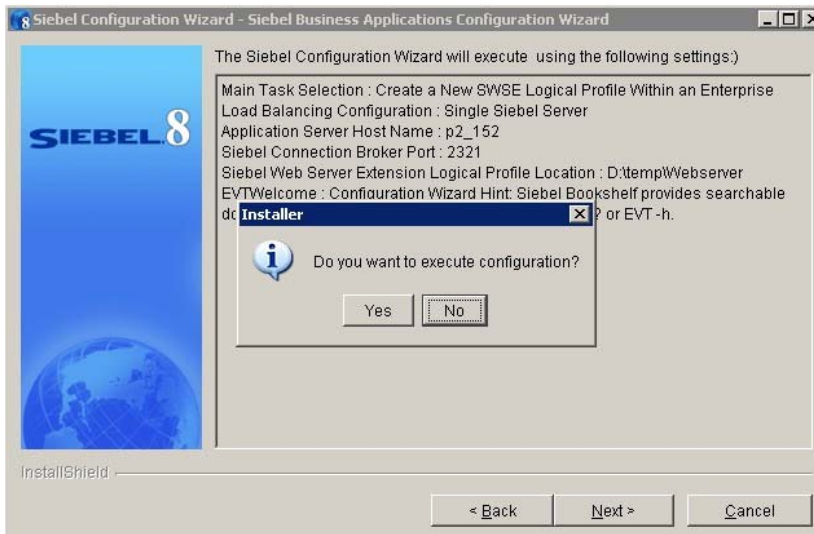 Siebel Configuration Wizard - Siebel Business Applications Configuration Wizard
The Siebel Configuration Wizard will execute using the following settings:)
SIEBEL.8
Main Task Selection : Create a New SWSE Logical Profile Within an Enterprise
Load Balancing Configuration : Single Siebel Server
Application Server Host Name : p2_152
Siebel Connection Broker Port : 2321
Siebel Web Server Extension Logical Profile Location : D:\temp\Webserver
EVTWelcome : Configuration Wizard Hint: Siebel Bookshelf provides searchable
? or EVT -h.
Installer
Do you want to execute configuration?
Yes No
InstallShield
< Back Next > Cancel